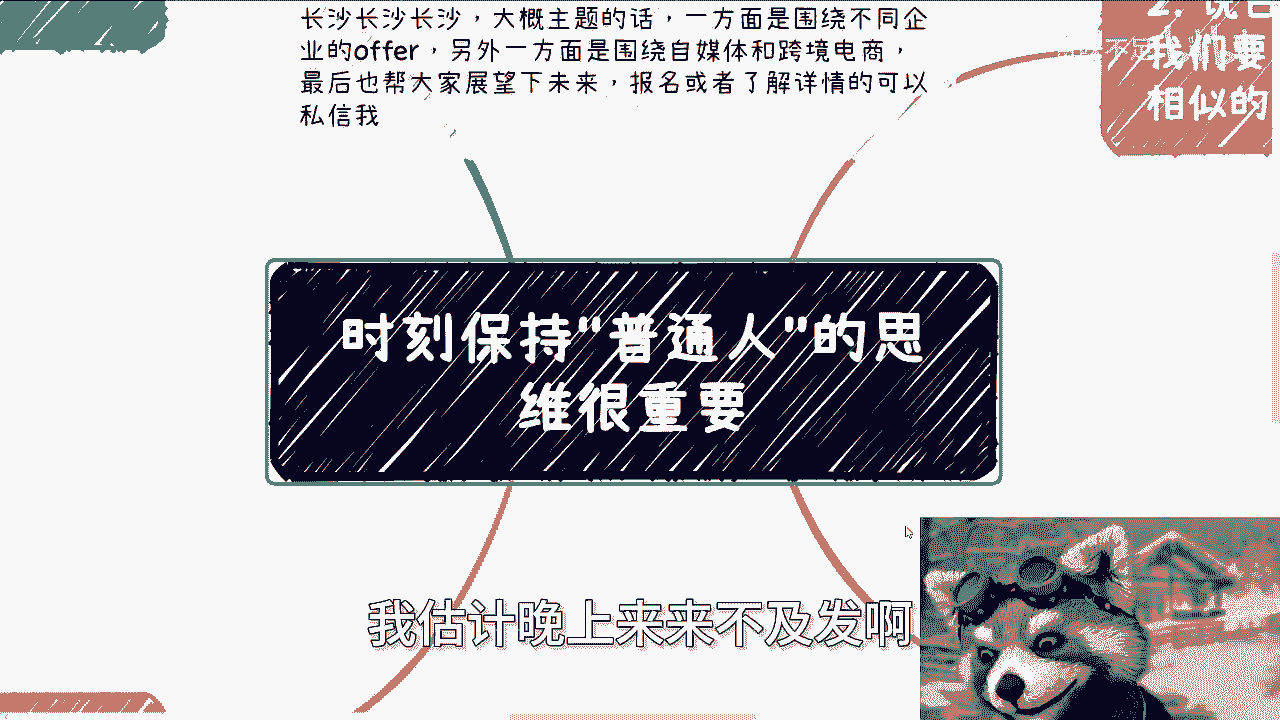 长沙长沙长沙，大概主题的话，一方面是围绕不同企
业的offer，另外一方面是围绕自媒体和跨境电商，
最后也帮大家展望下未来，报名或者了解详情的可以
私信我
我们要
相似的
时刻保持"普通人"的思
维很重要
我估计晚上来来不及发啊